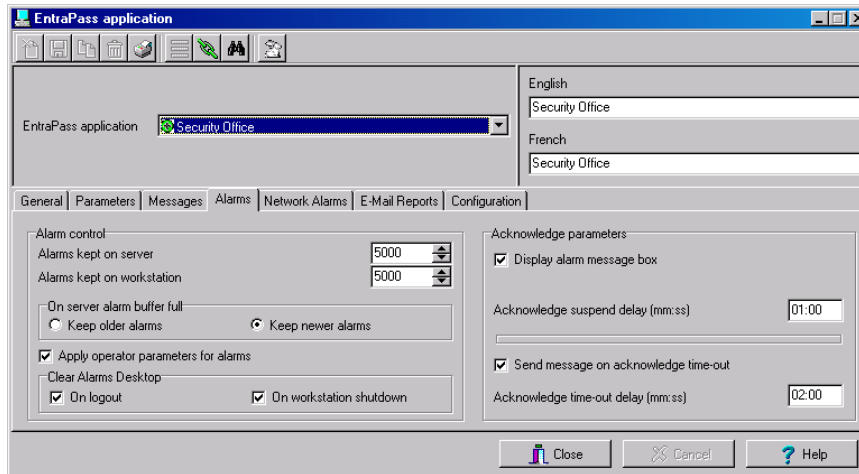 EntraPass application
English
Security Office
EntraPass application Security Office
French
Security Office
General Parameters Messages Alarms Network Alarms E-Mail Reports Configuration
Alarm control
Alarms kept on server 5000
Alarms kept on workstation 5000
On server alarm buffer full
Keep older alarms Keep newer alarms
Apply operator parameters for alarms
Clear Alarms Desktop
On logout On workstation shutdown
Acknowledge parameters
Display alarm message box
Acknowledge suspend delay (mm:ss) 01:00
Send message on acknowledge time-out
Acknowledge time-out delay (mm:ss) 02:00
Close Cancel Help